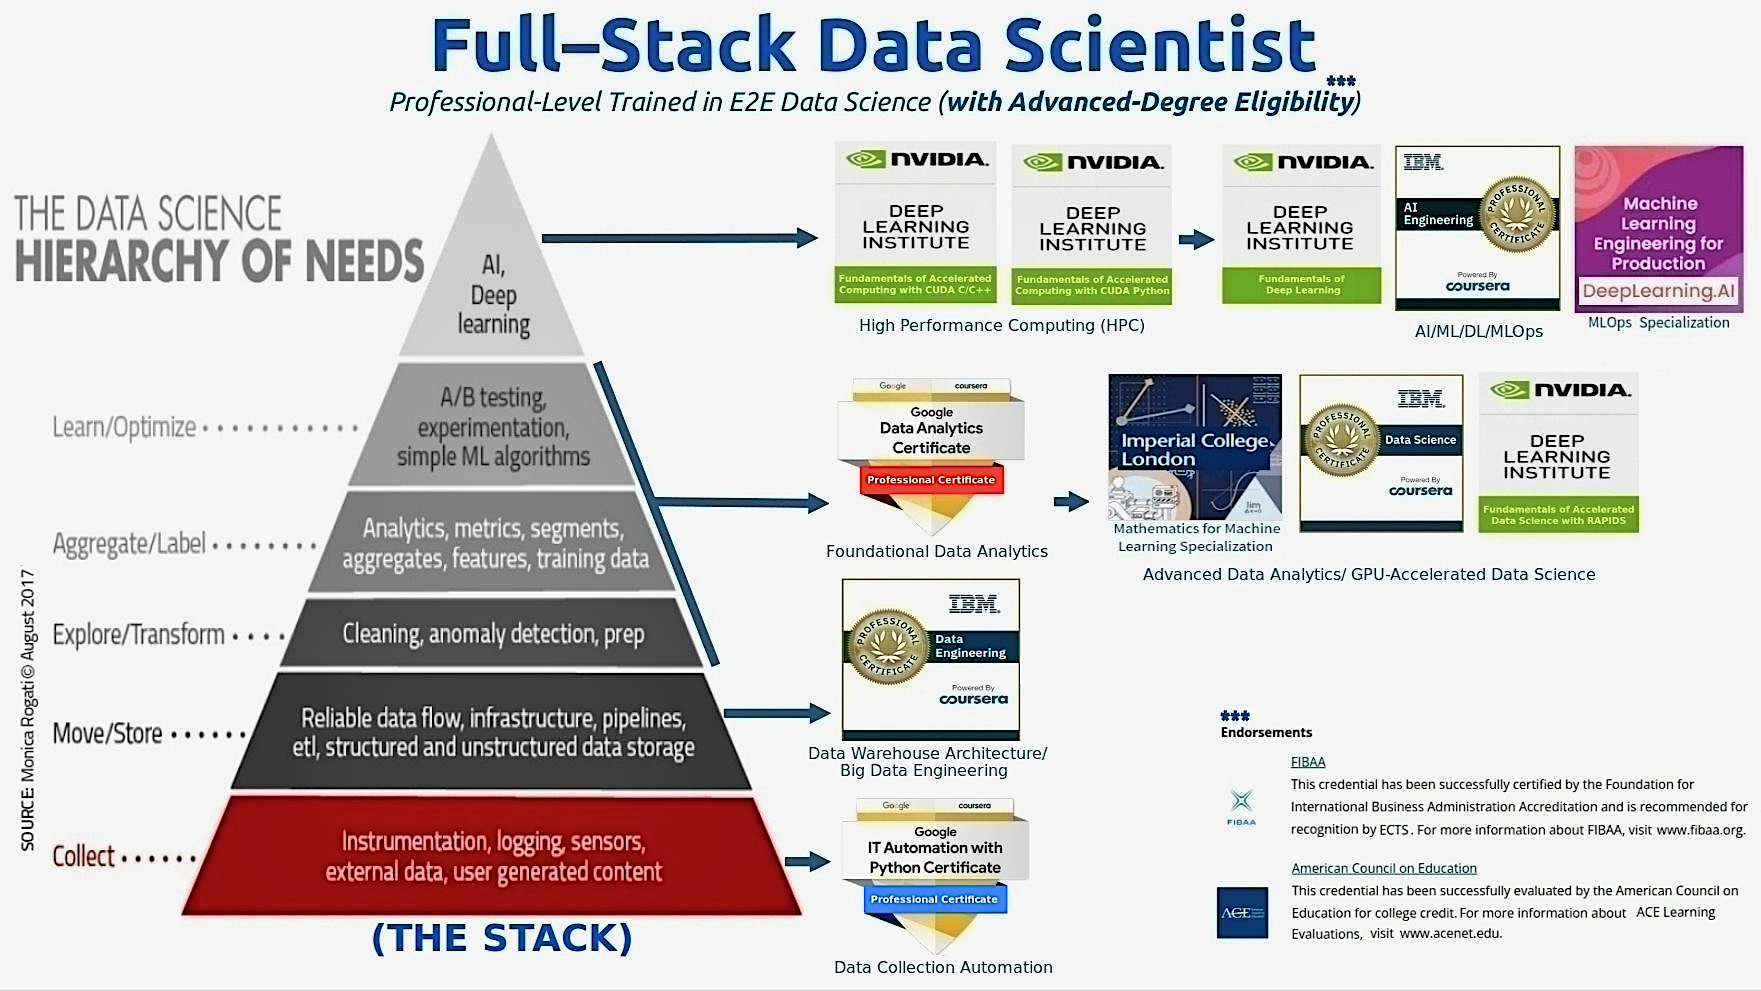 Full–Stack Data Scientist
***
Professional-Level Trained in E2E Data Science (with Advanced-Degree Eligibility)
THE DATA SCIENCE
HIERARCHY OF NEEDS
AI,
Deep
learning
Learn/Optimize
A/B testing,
experimentation,
simple ML algorithms
Aggregate/Label
Analytics, metrics, segments,
aggregates, features, training data
Explore/Transform
Cleaning, anomaly detection, prep
Move/Store
Reliable data flow, infrastructure, pipelines,
etl, structured and unstructured data storage
Collect
Instrumentation, logging, sensors,
external data, user generated content
(THE STACK)
SOURCE: Monica Rogati© August 2017
NVIDIA.
DEEP
LEARNING
INSTITUTE
Fundamentals of Accelerated
Computing with CUDA C/C++
NVIDIA.
DEEP
LEARNING
INSTITUTE
Fundamentals of Accelerated
Computing with CUDA Python
High Performance Computing (HPC)
NVIDIA.
DEEP
LEARNING
INSTITUTE
Fundamentals of
Deep Learning
IBM.
AI
Engineering
PROFESSIONAL
CERTIFICATE
Powered By
coursera
AI/ML/DL/MLOps
Machine
Learning
Engineering for
Production
DeepLearning.AI
MLOps Specialization
Google coursera
Google
Data Analytics
Certificate
Professional Certificate
Foundational Data Analytics
Imperial College
London
lim
Mathematics for Machine
Learning Specialization
IBM.
PROFESSIONAL
CERTIFICATE
Data Science
Powered By
coursera
NVIDIA.
DEEP
LEARNING
INSTITUTE
Fundamentals of Accelerated
Data Science with RAPIDS
Advanced Data Analytics/ GPU-Accelerated Data Science
IBM.
PROFESSIONAL
CERTIFICATE
Data
Engineering
Powered By
coursera
Data Warehouse Architecture/
Big Data Engineering
Google coursera
Google
IT Automation with
Python Certificate
Professional Certificate
Data Collection Automation
***
Endorsements
FIBAA
FIBAA
This credential has been successfully certified by the Foundation for
International Business Administration Accreditation and is recommended for
recognition by ECTS. For more information about FIBAA, visit www.fibaa.org.
American Council on Education
ACE
This credential has been successfully evaluated by the American Council on
Education for college credit. For more information about ACE Learning
Evaluations, visit www.acenet.edu.